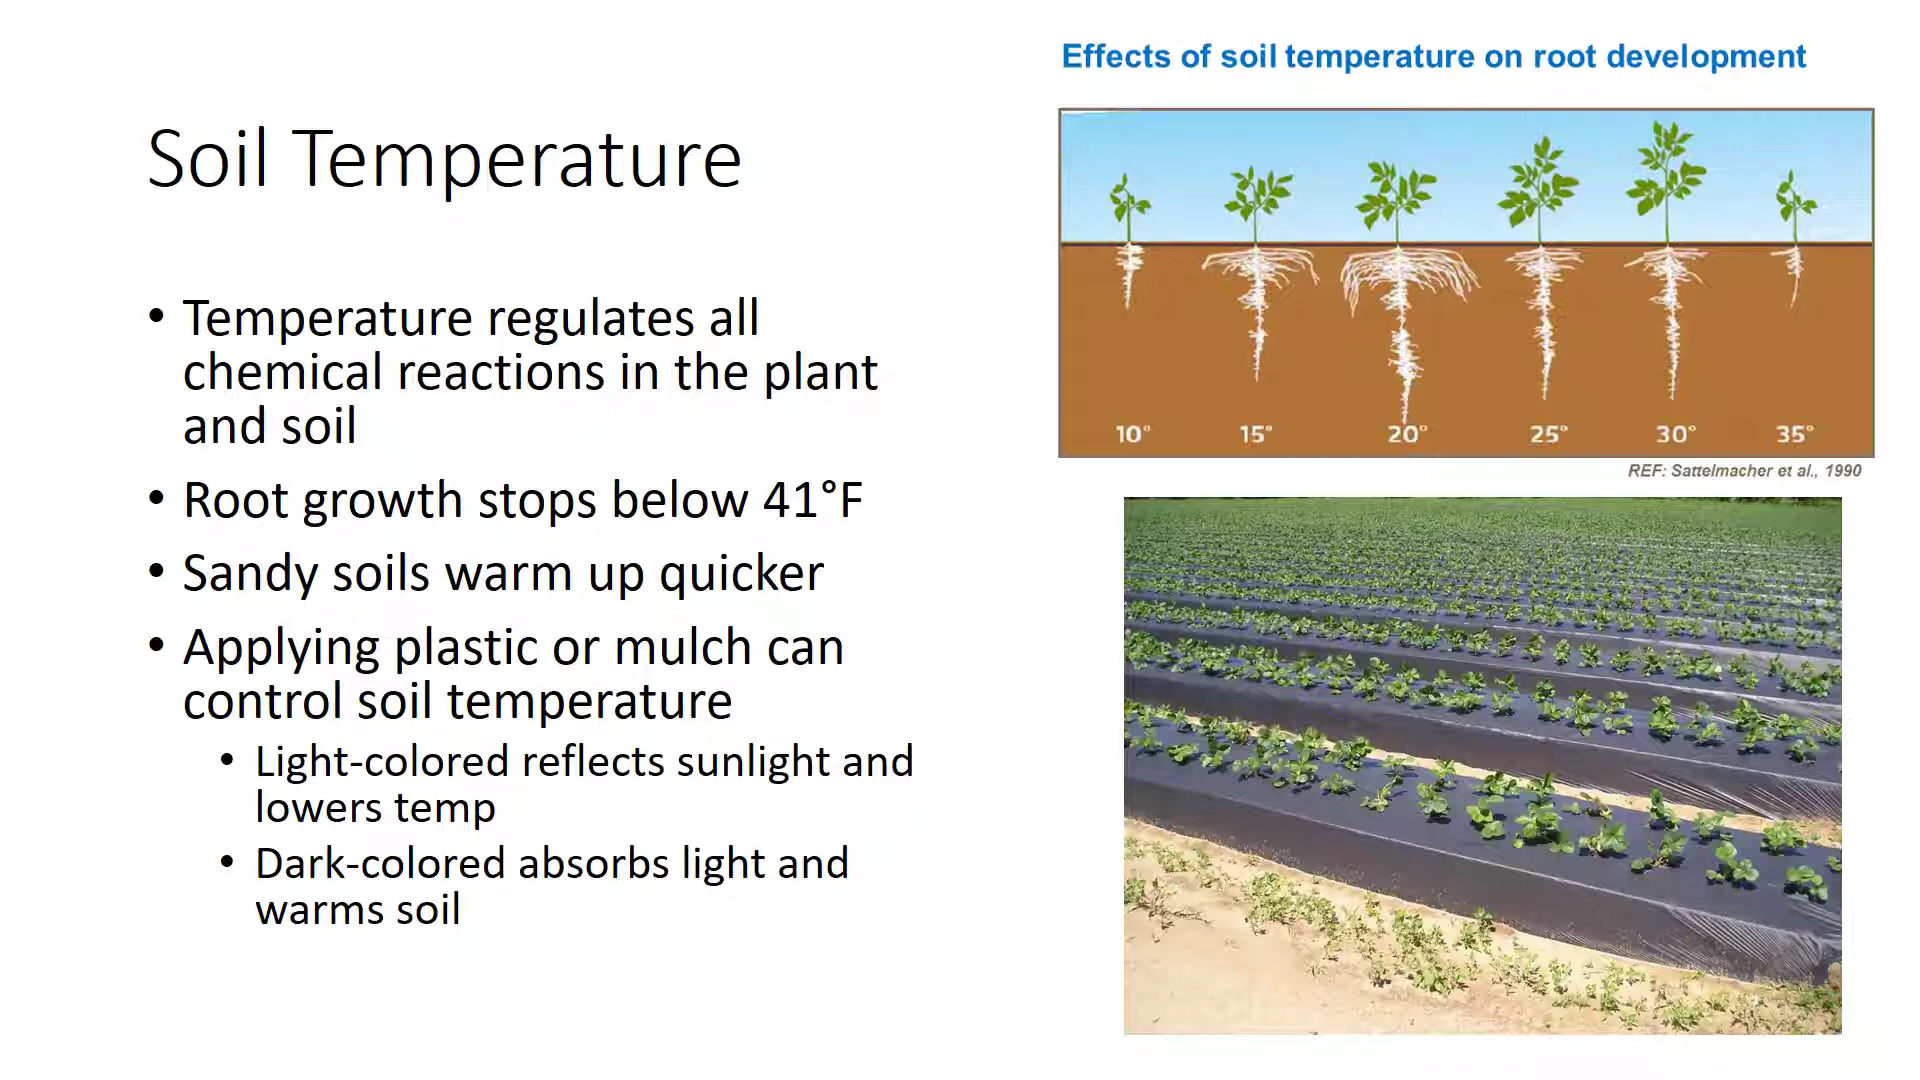 Effects of soil temperature on root development
Soil Temperature
• Temperature regulates all
chemical reactions in the plant
and soil
• Root growth stops below 41°F
• Sandy soils warm up quicker
• Applying plastic or mulch can
control soil temperature
• Light-colored reflects sunlight and
lowers temp
• Dark-colored absorbs light and
warms soil
10° 15° 20° 25° 30° 35°
REF: Sattelmacher et al., 1990